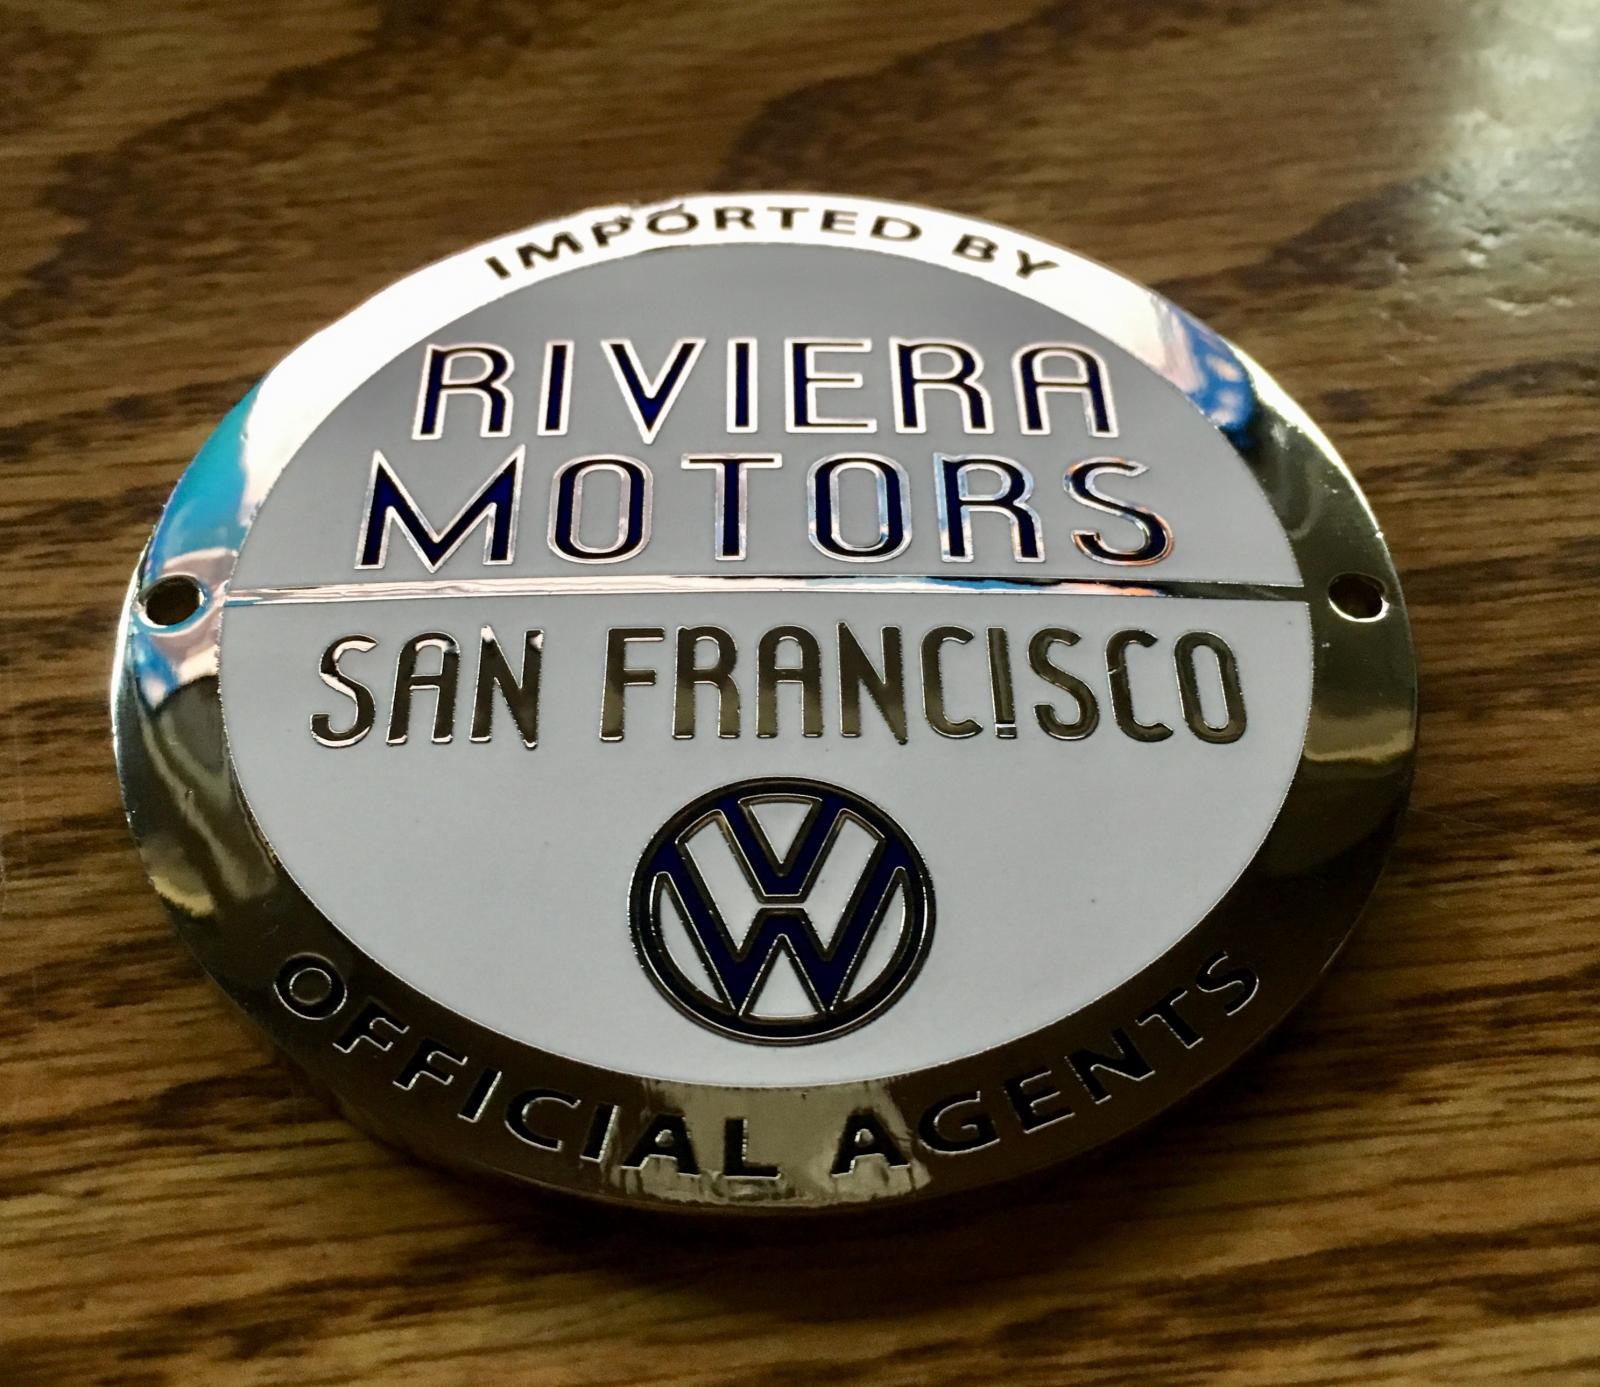 IMPORTED BY
RIVIERA
MOTORS
SAN FRANCISCO
VW
OFFICIAL AGENTS